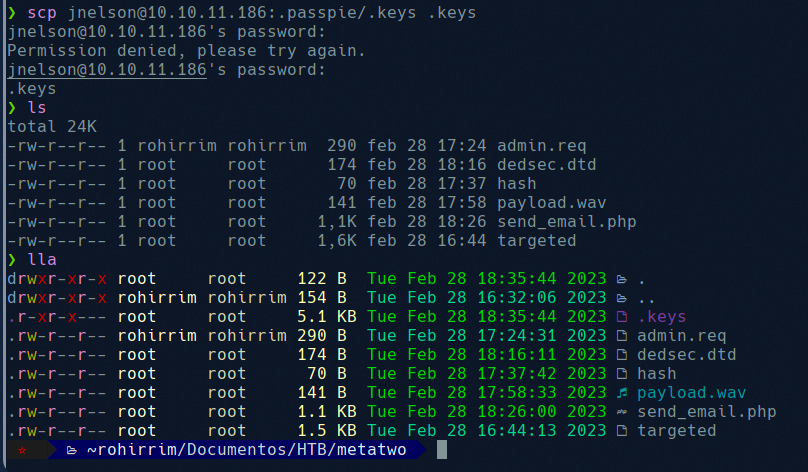 ❯ scp jnelson@10.10.11.186:.passpie/.keys .keys
jnelson@10.10.11.186's password:
Permission denied, please try again.
jnelson@10.10.11.186's password:
.keys
❯ ls
total 24K
-rw-r--r-- 1 rohirrim rohirrim  290 feb 28 17:24 admin.req
-rw-r--r-- 1 root     root      174 feb 28 18:16 dedsec.dtd
-rw-r--r-- 1 root     root       70 feb 28 17:37 hash
-rw-r--r-- 1 root     root      141 feb 28 17:58 payload.wav
-rw-r--r-- 1 root     root     1,1K feb 28 18:26 send_email.php
-rw-r--r-- 1 root     root     1,6K feb 28 16:44 targeted
❯ lla
drwxr-xr-x root     root     122 B  Tue Feb 28 18:35:44 2023 .
drwxr-xr-x rohirrim rohirrim 154 B  Tue Feb 28 16:32:06 2023 ..
.r-xr-x--- root     root     5.1 KB Tue Feb 28 18:35:44 2023 .keys
.rw-r--r-- rohirrim rohirrim 290 B  Tue Feb 28 17:24:31 2023 admin.req
.rw-r--r-- root     root     174 B  Tue Feb 28 18:16:11 2023 dedsec.dtd
.rw-r--r-- root     root      70 B  Tue Feb 28 17:37:42 2023 hash
.rw-r--r-- root     root     141 B  Tue Feb 28 17:58:33 2023 payload.wav
.rw-r--r-- root     root     1.1 KB Tue Feb 28 18:26:00 2023 send_email.php
.rw-r--r-- root     root     1.5 KB Tue Feb 28 16:44:13 2023 targeted
~rohirrim/Documentos/HTB/metatwo